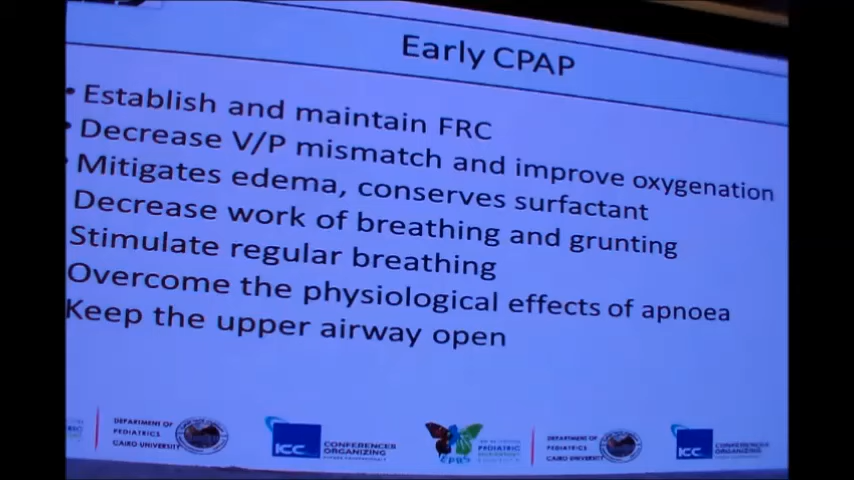 Early CPAP
• Establish and maintain FRC
• Decrease V/P mismatch and improve oxygenation
• Mitigates edema, conserves surfactant
Decrease work of breathing and grunting
Stimulate regular breathing
Overcome the physiological effects of apnoea
Keep the upper airway open
DEPARTMENT OF
PEDIATRICS
CAIRO UNIVERSITY
ICC
CONFERENCES
ORGANIZING
EPBS
PEDIATRIC
DEPARTMENT OF
PEDIATRICS
CAIRO UNIVERSITY
ICC
CONFERENCES
ORGANIZING